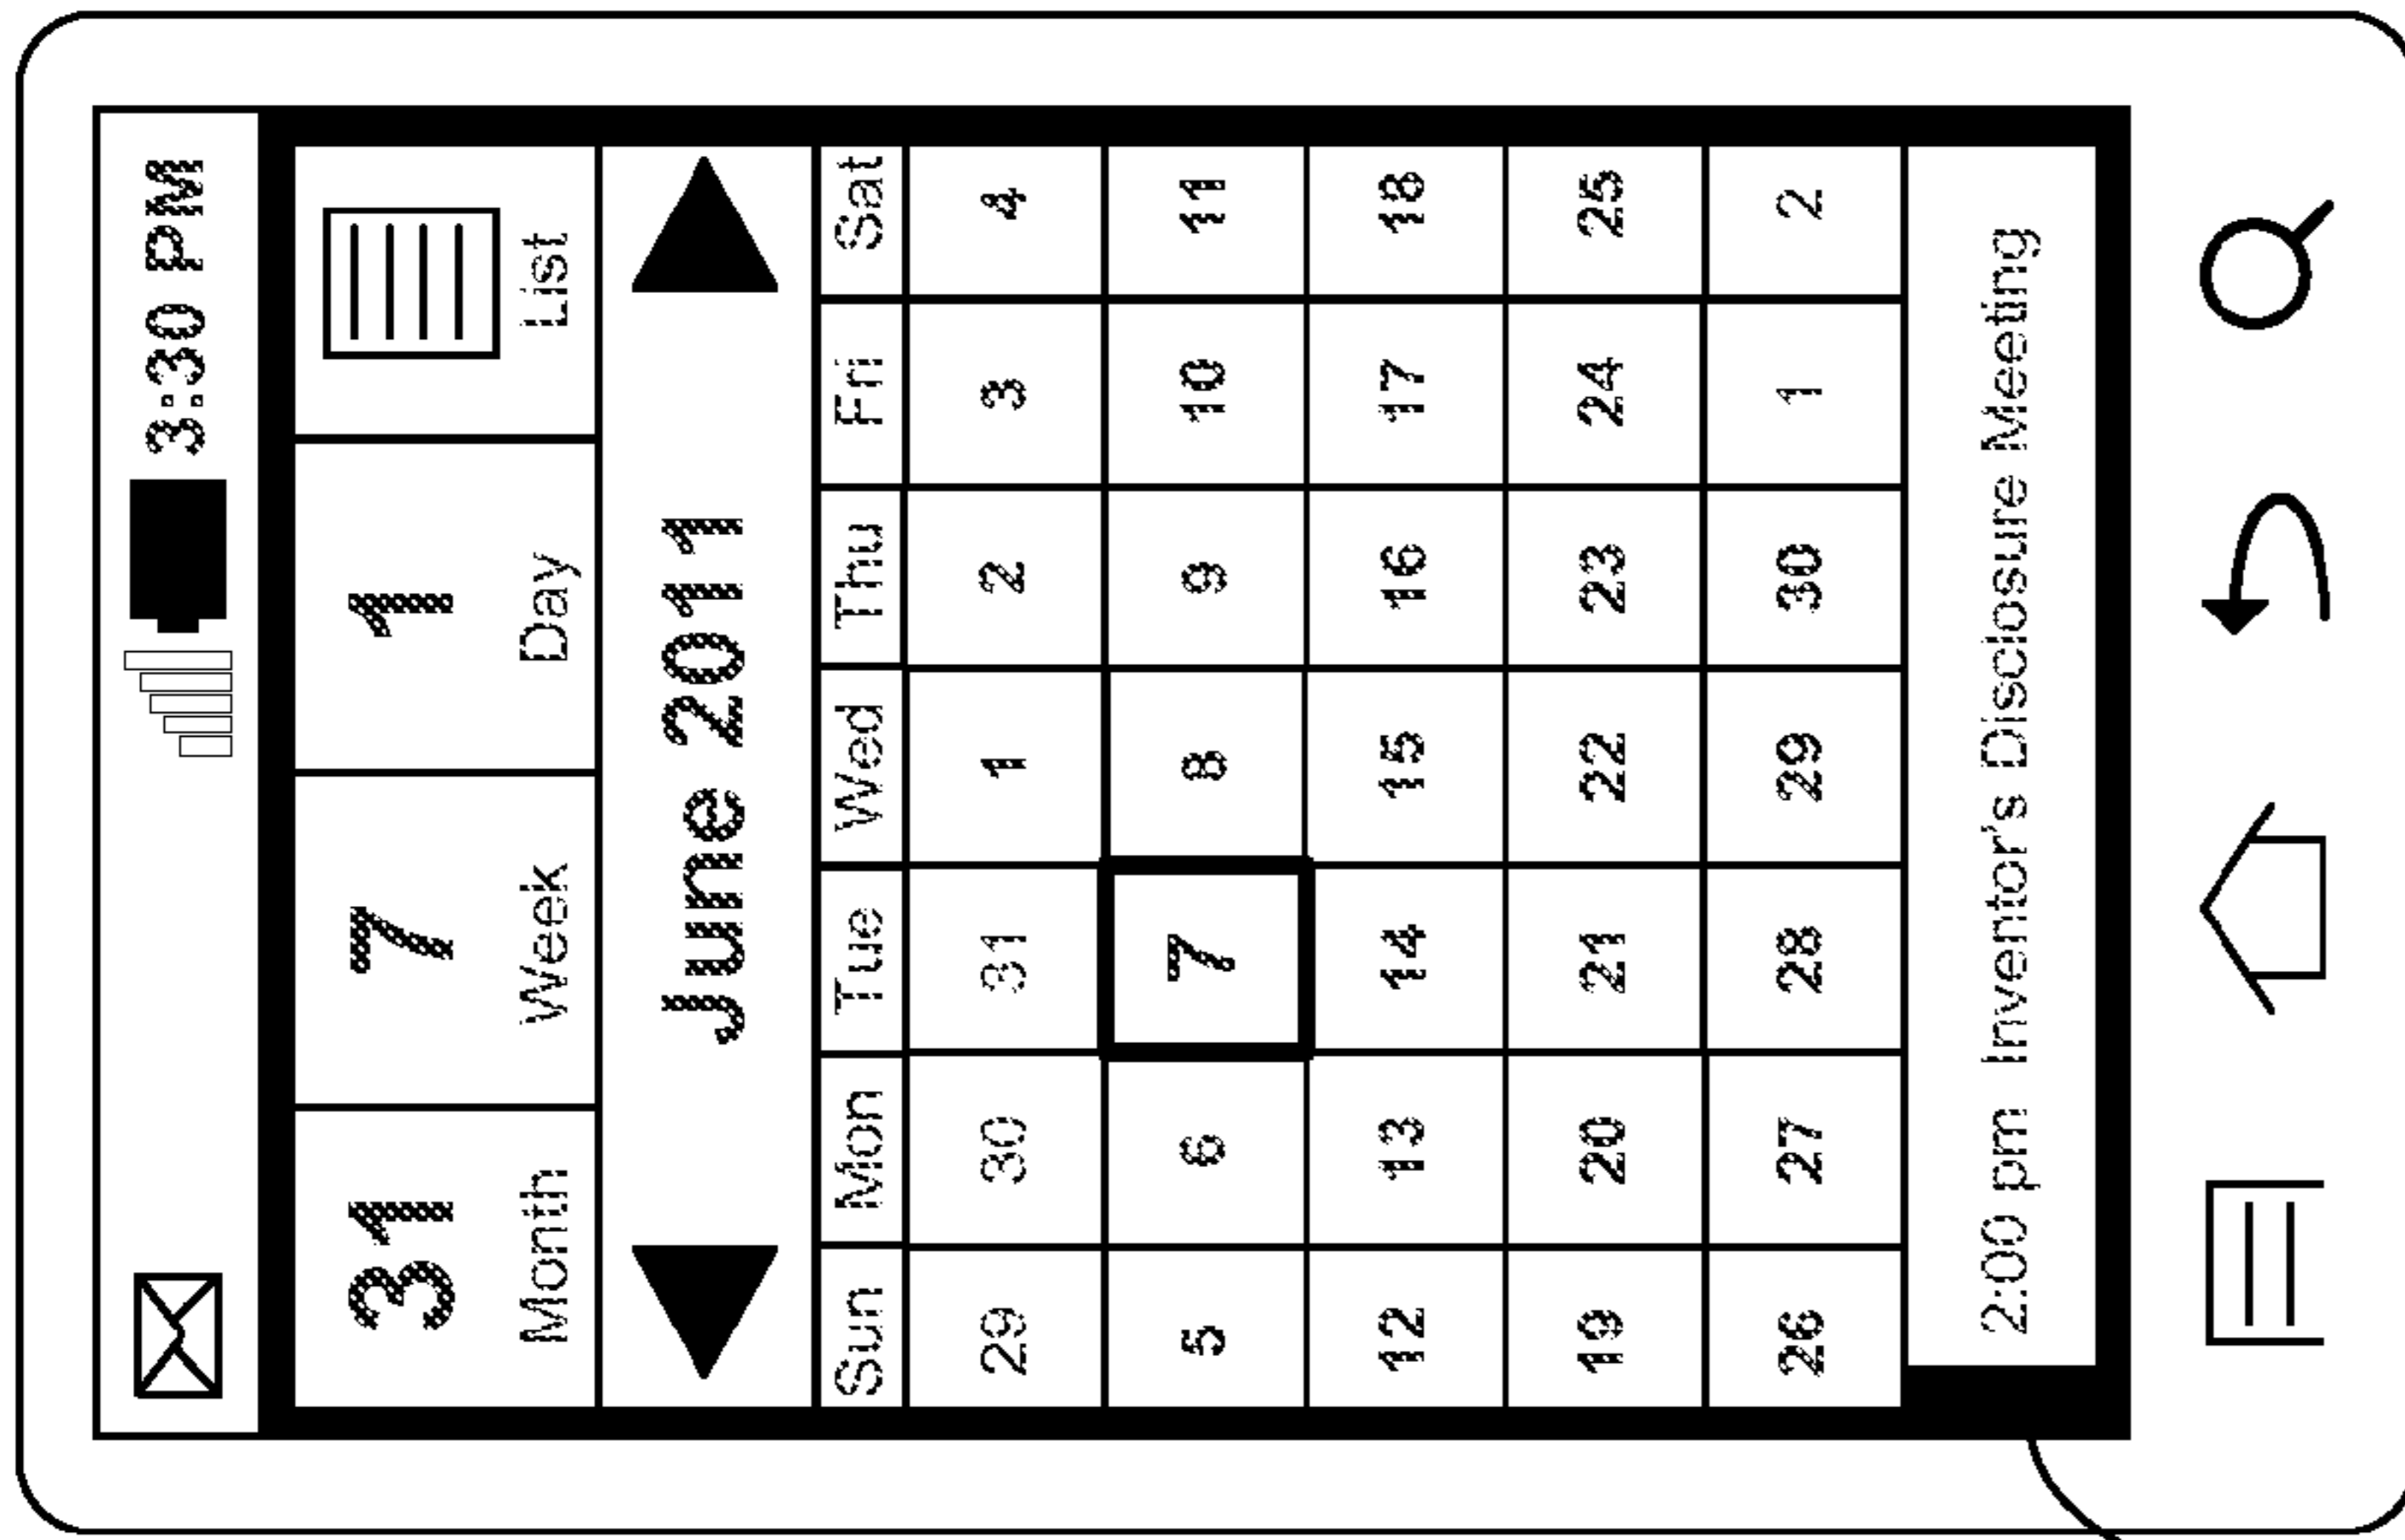 3:30 PM
31 7 1
Month Week Day List
June 2011
Sun Mon Tue Wed Thu Fri Sat
29 30 31 1 2 3 4
5 6 7 8 9 10 11
12 13 14 15 16 17 18
19 20 21 22 23 24 25
26 27 28 29 30 1 2
2:00 pm Inventor's Disclosure Meeting